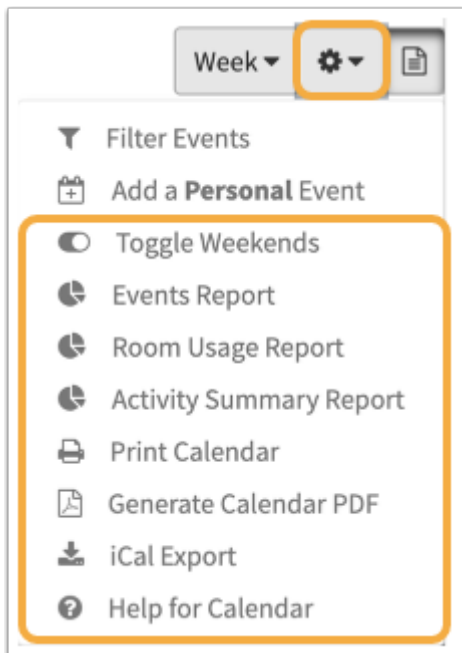 Week
Filter Events
Add a Personal Event
Toggle Weekends
Events Report
Room Usage Report
Activity Summary Report
Print Calendar
Generate Calendar PDF
iCal Export
Help for Calendar